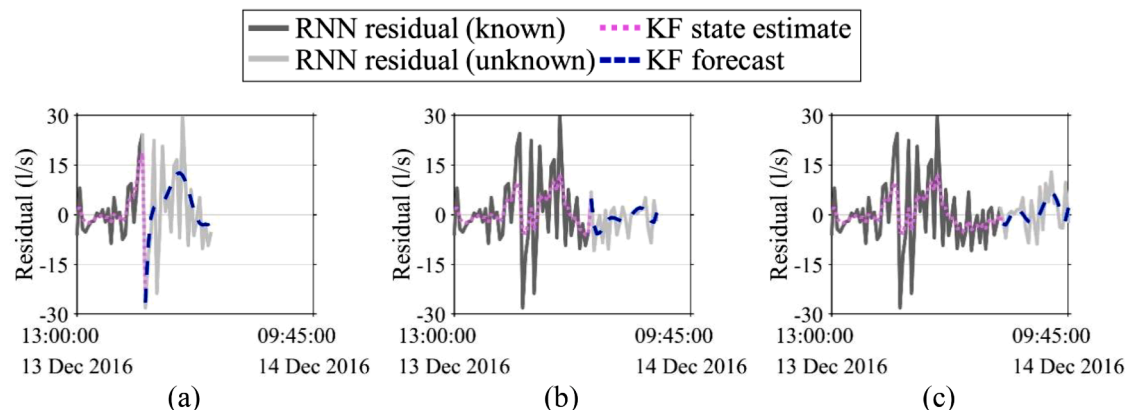 RNN residual (known)
KF state estimate
RNN residual (unknown)
KF forecast
Residual (l/s)
30
15
0
-15
-30
13:00:00
13 Dec 2016
09:45:00
14 Dec 2016
(a)
Residual (l/s)
30
15
0
-15
-30
13:00:00
13 Dec 2016
09:45:00
14 Dec 2016
(b)
Residual (l/s)
30
15
0
-15
-30
13:00:00
13 Dec 2016
09:45:00
14 Dec 2016
(c)